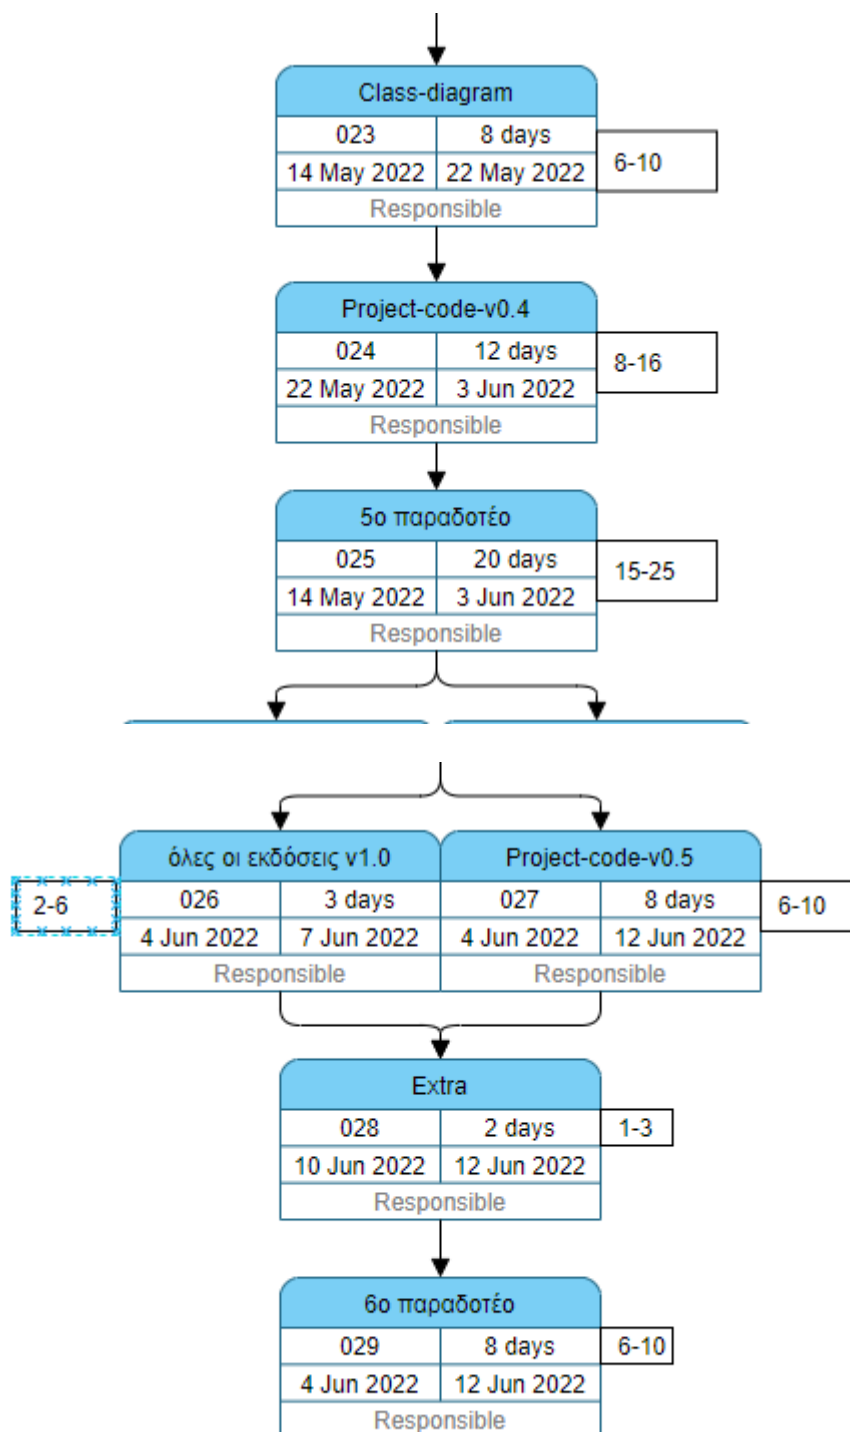 Class-diagram
023 8 days
14 May 2022 22 May 2022
6-10
Responsible
Project-code-v0.4
024 12 days
22 May 2022 3 Jun 2022
8-16
Responsible
5ο παραδοτέο
025 20 days
14 May 2022 3 Jun 2022
15-25
Responsible
όλες οι εκδόσεις v1.0 Project-code-v0.5
2-6 026 3 days 027 8 days 6-10
4 Jun 2022 7 Jun 2022 4 Jun 2022 12 Jun 2022
Responsible Responsible
Extra
028 2 days 1-3
10 Jun 2022 12 Jun 2022
Responsible
6ο παραδοτέο
029 8 days 6-10
4 Jun 2022 12 Jun 2022
Responsible